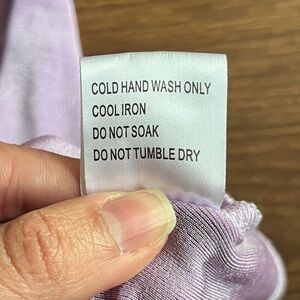 COLD HAND WASH ONLY
COOL IRON
DO NOT SOAK
DO NOT TUMBLE DRY